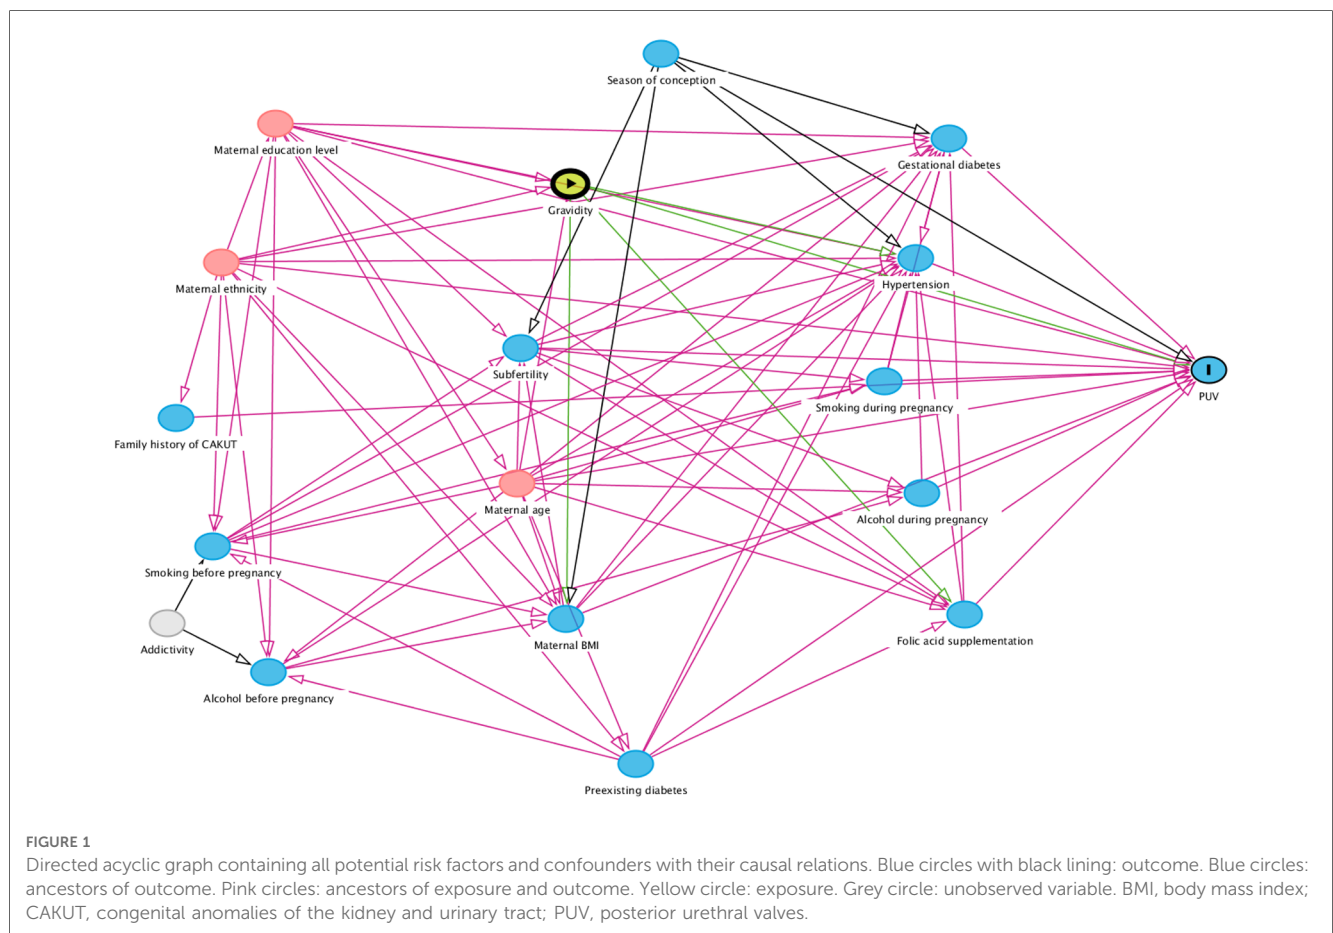 Season of conception
Maternal education level
Gestational diabetes
Gravidity
Maternal ethnicity
Hypertension
Subfertility
PUV
Smoking during pregnancy
Family history of CAKUT
Maternal age
Alcohol during pregnancy
Smoking before pregnancy
Maternal BMI
Folic acid supplementation
Addictivity
Alcohol before pregnancy
Preexisting diabetes
FIGURE 1
Directed acyclic graph containing all potential risk factors and confounders with their causal relations. Blue circles with black lining: outcome. Blue circles:
ancestors of outcome. Pink circles: ancestors of exposure and outcome. Yellow circle: exposure. Grey circle: unobserved variable. BMI, body mass index;
CAKUT, congenital anomalies of the kidney and urinary tract; PUV, posterior urethral valves.